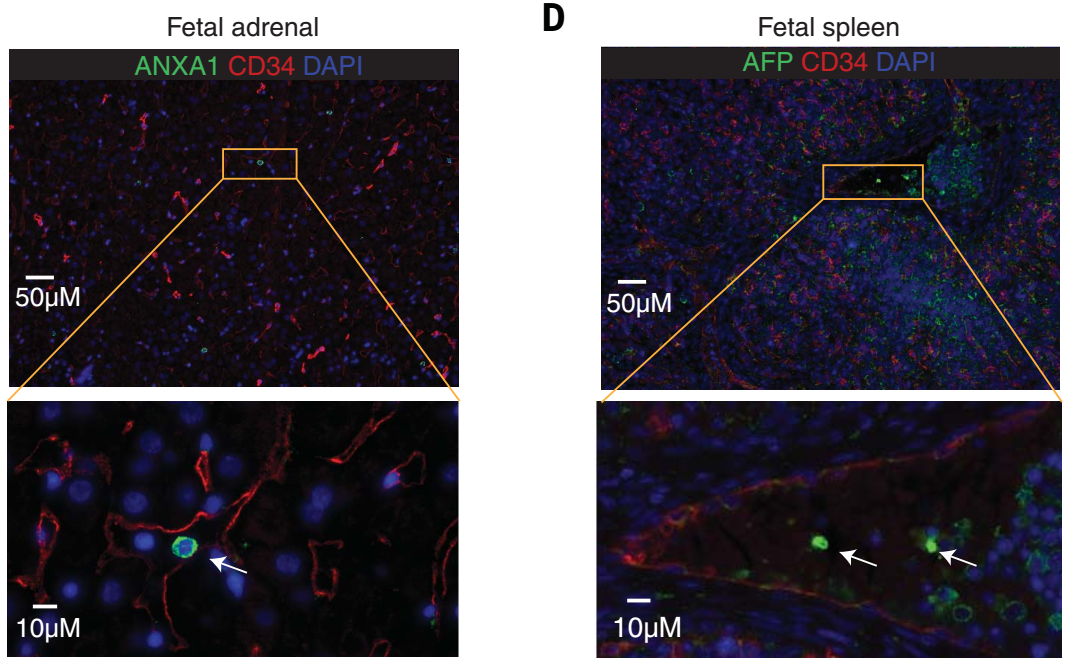 Fetal adrenal
ANXA1 CD34 DAPI
50µM
10µM
D
Fetal spleen
AFP CD34 DAPI
50µM
10µM